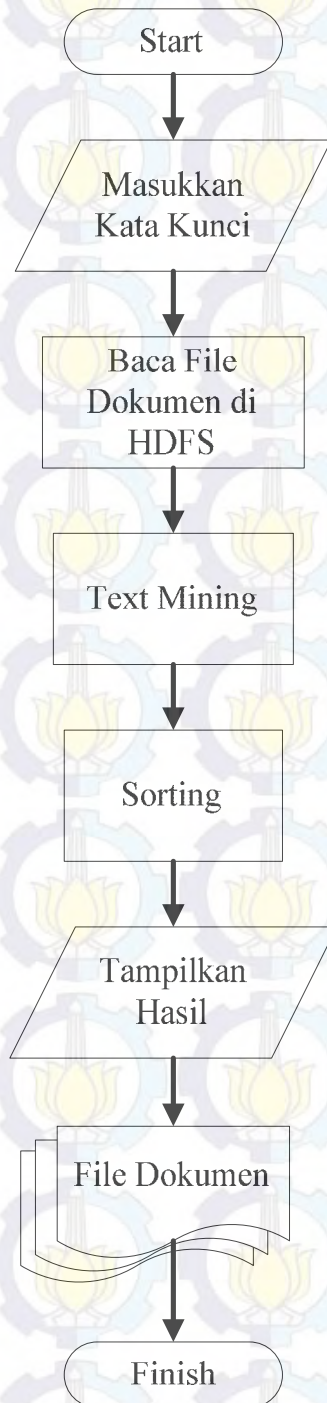 Start
Masukkan
Kata Kunci
Baca File
Dokumen di
HDFS
Text Mining
Sorting
Tampilkan
Hasil
File Dokumen
Finish